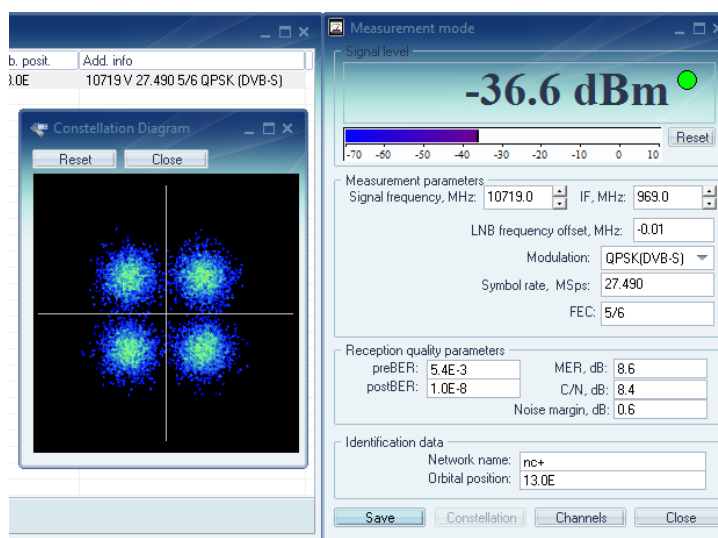 b. posit.
Add. info
3.0E
10719 V 27.490 5/6 QPSK (DVB-S)
Constellation Diagram
Reset
Close
Measurement mode
Signal level
-36.6 dBm
Reset
-70 -60 -50 -40 -30 -20 -10 0 10
Measurement parameters
Signal frequency, MHz: 10719.0 IF, MHz: 969.0
LNB frequency offset, MHz: -0.01
Modulation: QPSK(DVB-S)
Symbol rate, MSps: 27.490
FEC: 5/6
Reception quality parameters
preBER: 5.4E-3 MER, dB: 8.6
postBER: 1.0E-8 C/N, dB: 8.4
Noise margin, dB: 0.6
Identification data
Network name: nc+
Orbital position: 13.0E
Save Constellation Channels Close